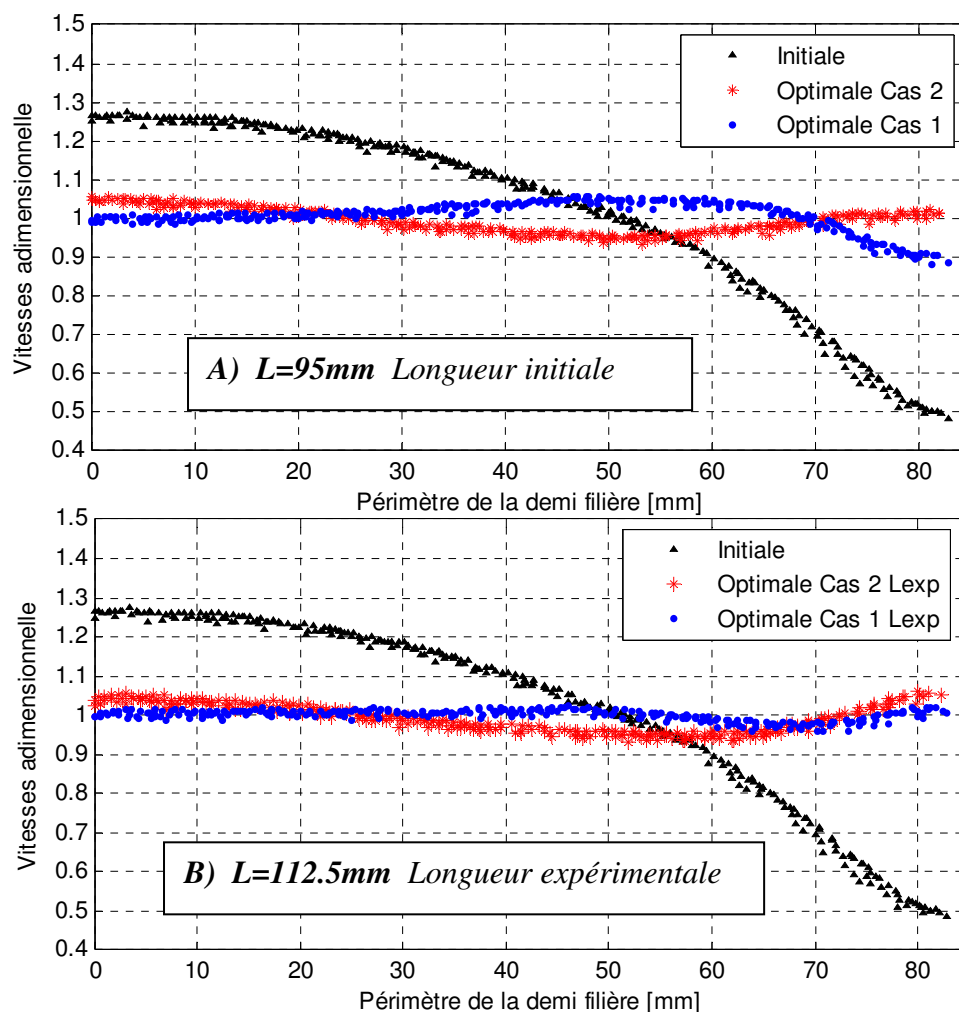 1.5
1.4
1.3
1.2
1.1
1
0.9
0.8
0.7
0.6
0.5
0.4
Vitesses adimensionnelle
Initiale
Optimale Cas 2
Optimale Cas 1
A) L=95mm Longueur initiale
0 10 20 30 40 50 60 70 80
Périmètre de la demi filière [mm]
1.5
1.4
1.3
1.2
1.1
1
0.9
0.8
0.7
0.6
0.5
0.4
Vitesses adimensionnelle
Initiale
Optimale Cas 2 Lexp
Optimale Cas 1 Lexp
B) L=112.5mm Longueur expérimentale
0 10 20 30 40 50 60 70 80
Périmètre de la demi filière [mm]